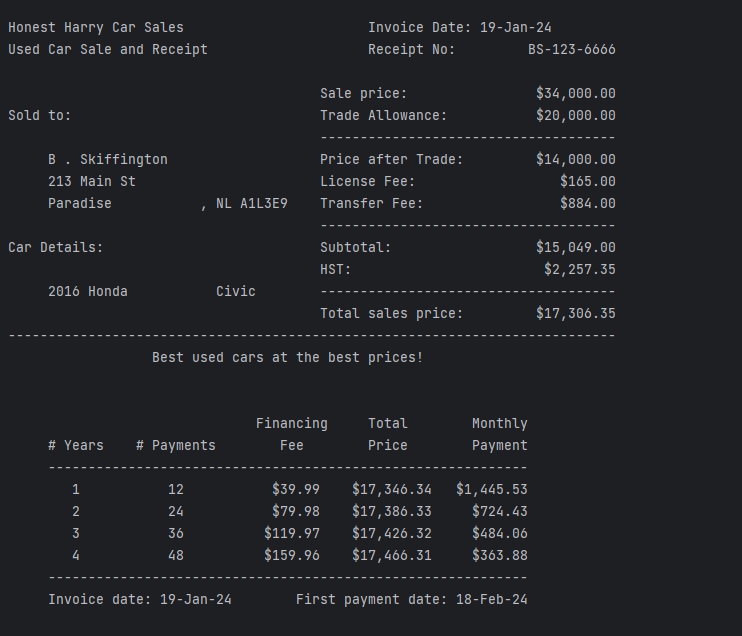 Honest Harry Car Sales                       Invoice Date: 19-Jan-24
Used Car Sale and Receipt                    Receipt No:         BS-123-6666

                                       Sale price:                $34,000.00
Sold to:                               Trade Allowance:           $20,000.00
                                       -------------------------------------
     B . Skiffington                   Price after Trade:         $14,000.00
     213 Main St                       License Fee:                  $165.00
     Paradise           , NL A1L3E9    Transfer Fee:                 $884.00
                                       -------------------------------------
Car Details:                           Subtotal:                  $15,049.00
                                       HST:                        $2,257.35
     2016 Honda           Civic        -------------------------------------
                                       Total sales price:         $17,306.35
----------------------------------------------------------------------------
                  Best used cars at the best prices!

                               Financing     Total        Monthly
     # Years    # Payments        Fee        Price        Payment
     ------------------------------------------------------------
        1           12           $39.99    $17,346.34   $1,445.53
        2           24           $79.98    $17,386.33     $724.43
        3           36          $119.97    $17,426.32     $484.06
        4           48          $159.96    $17,466.31     $363.88
     ------------------------------------------------------------
     Invoice date: 19-Jan-24        First payment date: 18-Feb-24